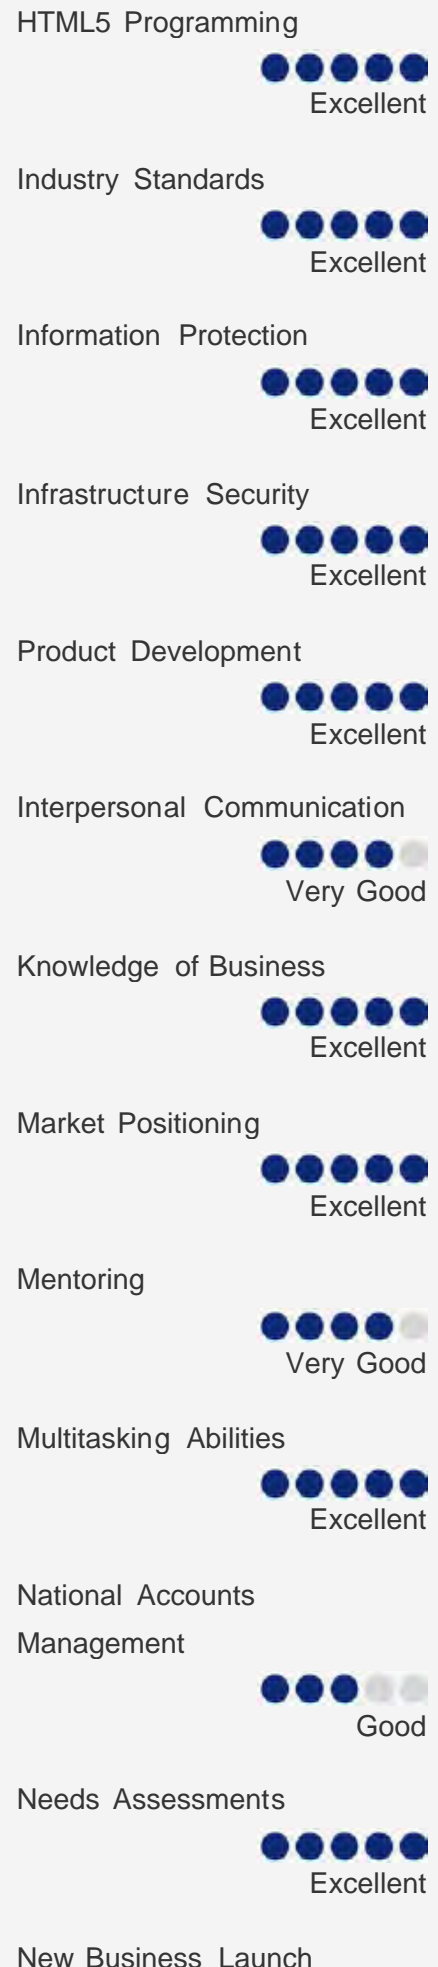 HTML5 Programming
Excellent
Industry Standards
Excellent
Information Protection
Excellent
Infrastructure Security
Excellent
Product Development
Excellent
Interpersonal Communication
Very Good
Knowledge of Business
Excellent
Market Positioning
Excellent
Mentoring
Very Good
Multitasking Abilities
Excellent
National Accounts
Management
Good
Needs Assessments
Excellent
New Business Launch